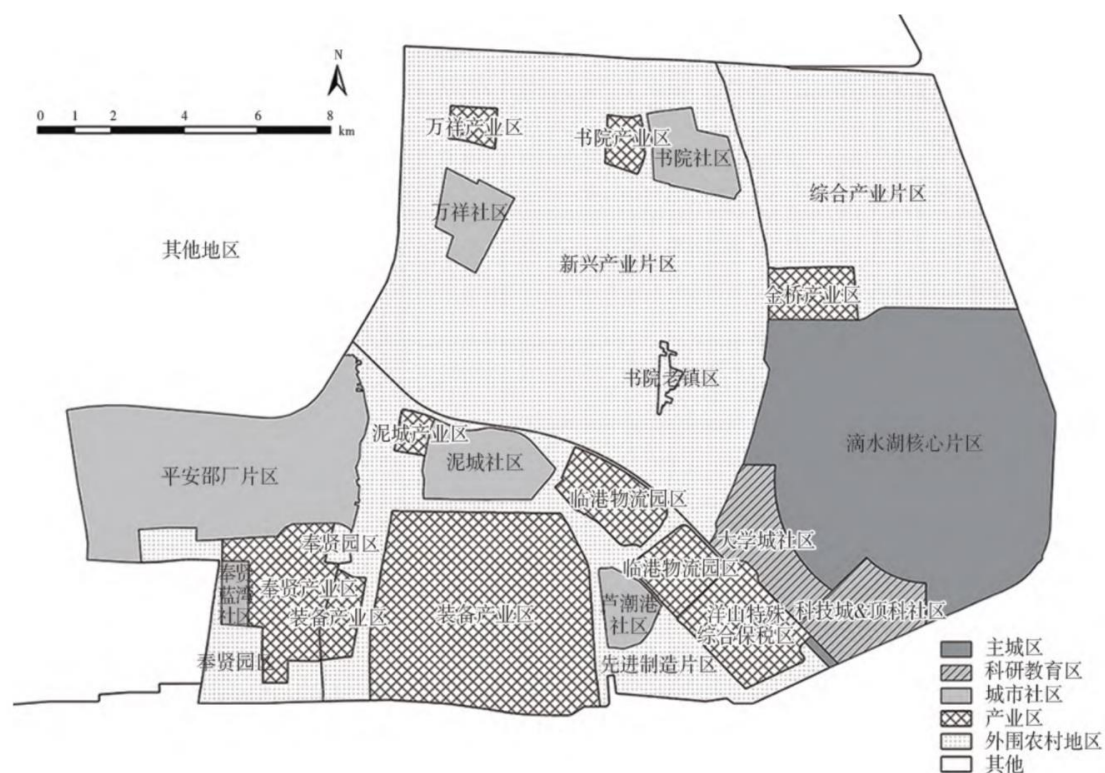 N
0 1 2 4 6 8
km
万祥产业区
书院产业区
书院社区
综合产业片区
万祥社区
其他地区
新兴产业片区
金桥产业区
书院老镇区
泥城产业区
滴水湖核心片区
泥城社区
平安邵厂片区
临港物流园区
奉贤园区
大学城社区
临港物流园区
奉贤
蓝湾
社区
奉贤产业区
装备产业区
装备产业区
芦潮港
社区
洋山特殊
综合保税区
科技城&顶科社区
奉贤园区
先进制造片区
主城区
科研教育区
城市社区
产业区
外围农村地区
其他